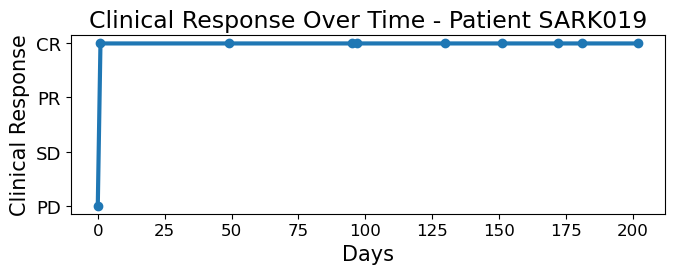 Clinical Response Over Time - Patient SARK019
Clinical Response
CR
PR
SD
PD
0 25 50 75 100 125 150 175 200
Days